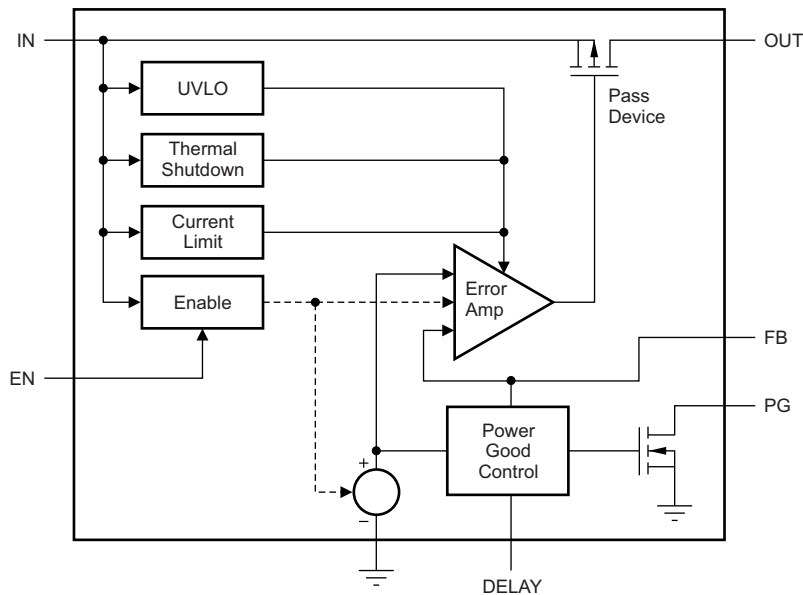 IN
OUT
UVLO
Pass
Device
Thermal
Shutdown
Current
Limit
Error
Amp
Enable
FB
EN
PG
Power
Good
Control
+
–
DELAY